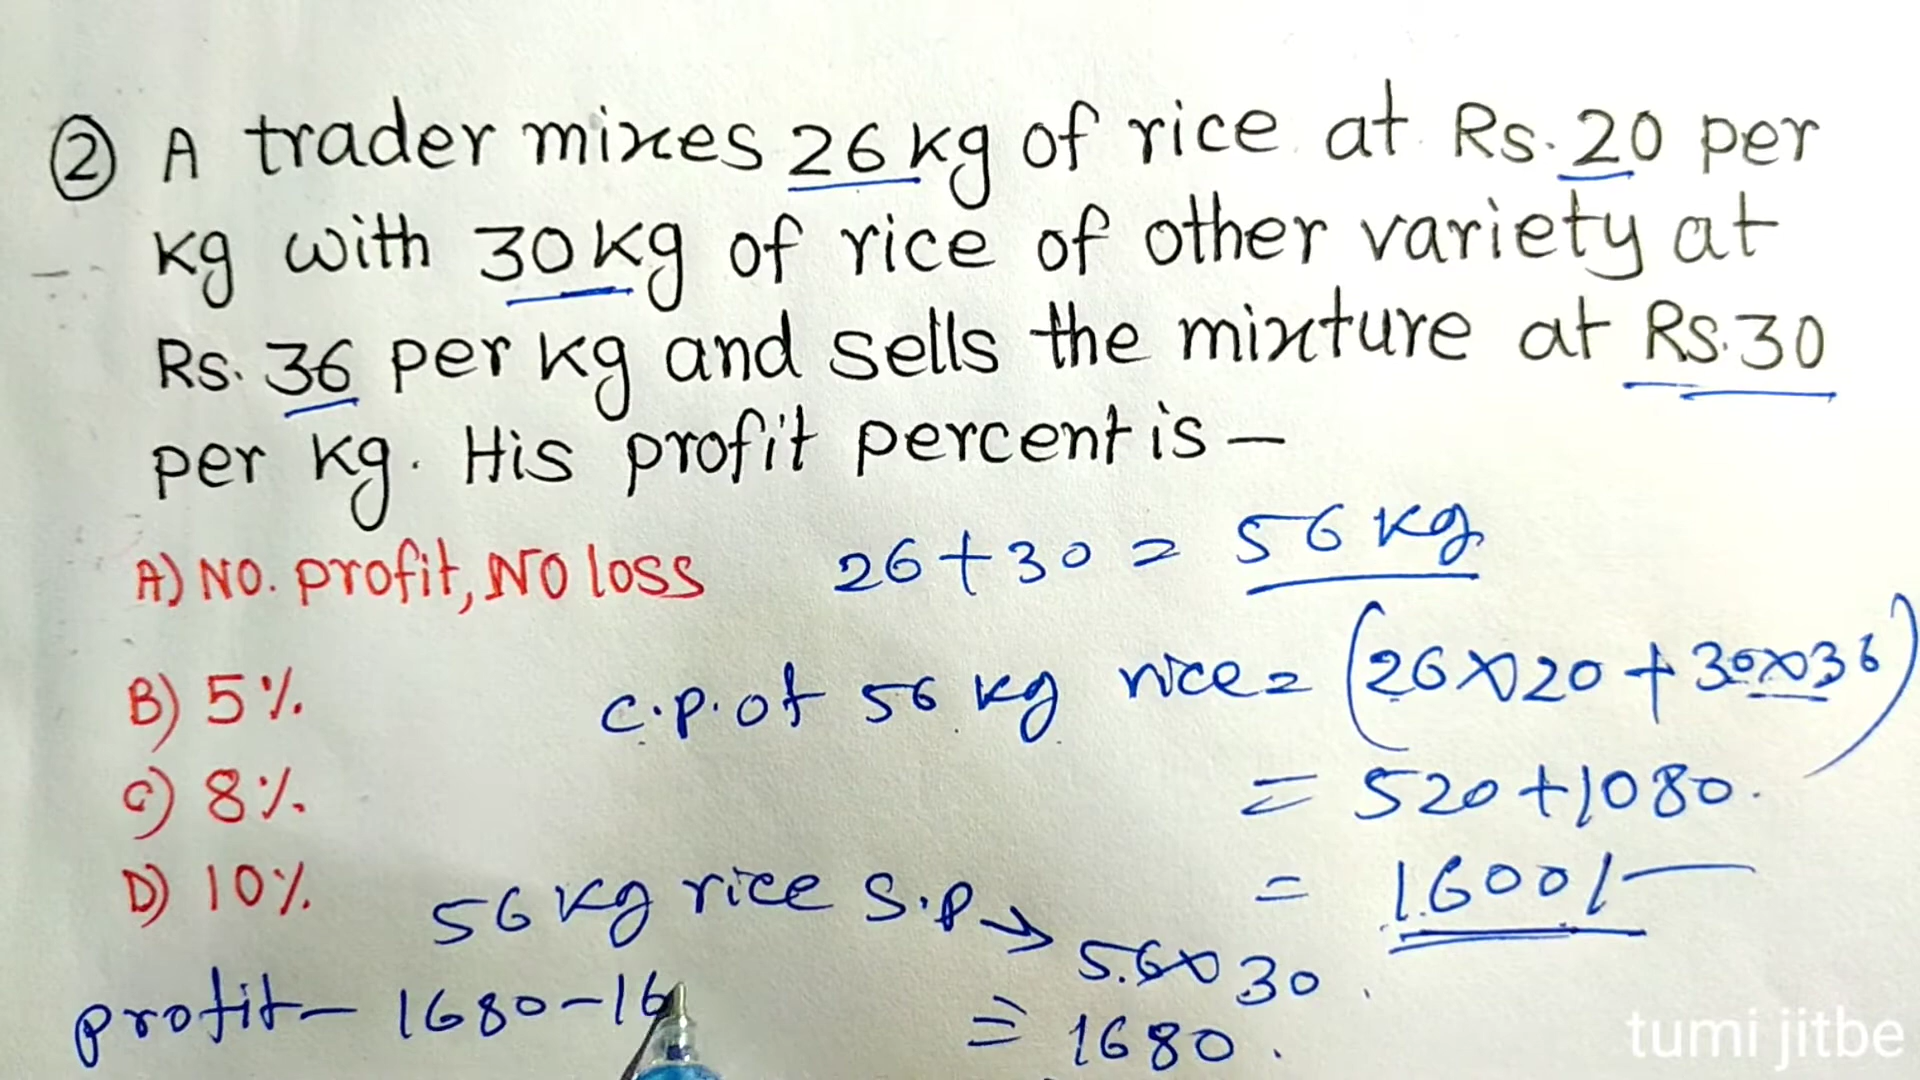 ② A trader mixes 26 kg of rice at Rs. 20 per
kg with 30 kg of rice of other variety at
Rs. 36 per kg and sells the mixture at Rs. 30
per kg. His profit percent is —
A) NO. profit, NO loss
26 + 30 = 56 kg
B) 5%.
C.P. of 56 kg rice = (26 × 20 + 30 × 36)
C) 8%.
= 520 + 1080.
D) 10%.
= 1600/-
56 kg rice S.P → 56 × 30.
= 1680.
profit - 1680 - 16
tumi jitbe